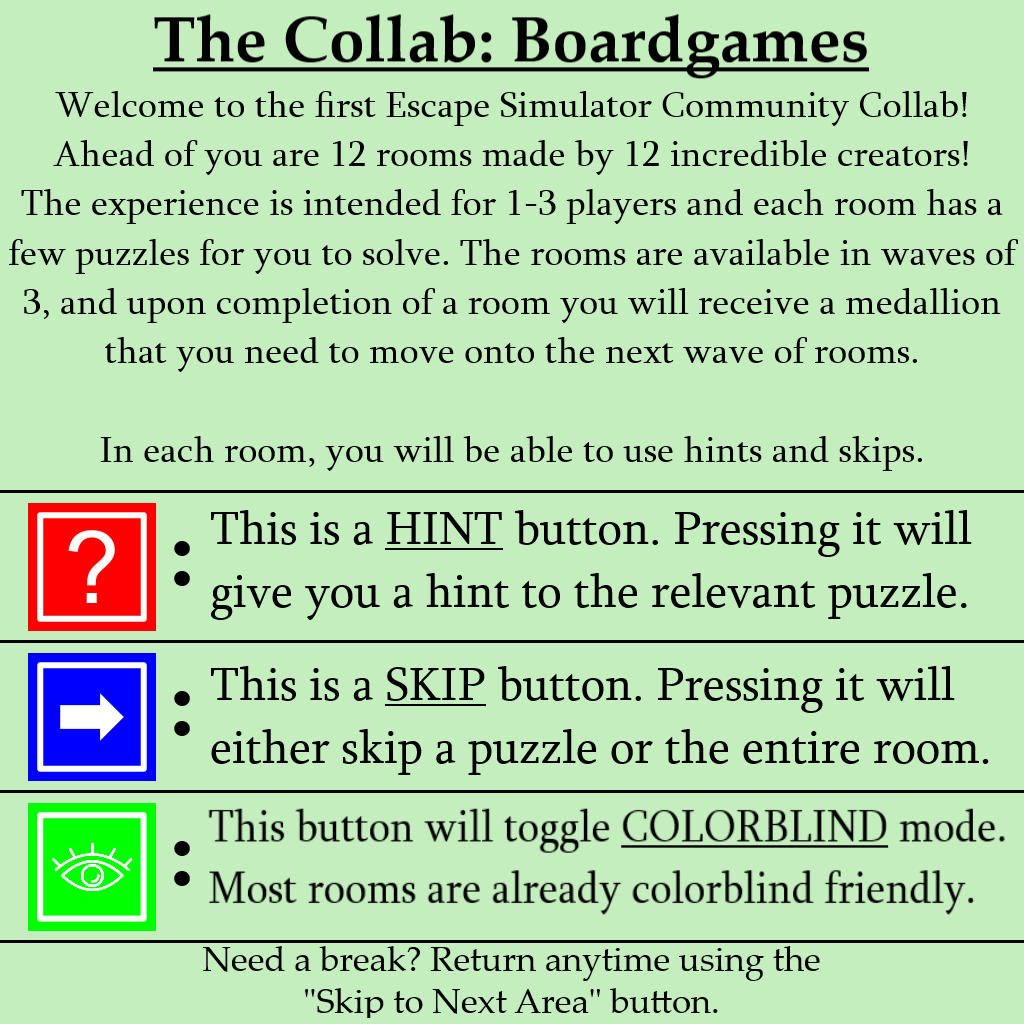 The Collab: Boardgames
Welcome to the first Escape Simulator Community Collab!
Ahead of you are 12 rooms made by 12 incredible creators!
The experience is intended for 1-3 players and each room has a
few puzzles for you to solve. The rooms are available in waves of
3, and upon completion of a room you will receive a medallion
that you need to move onto the next wave of rooms.
In each room, you will be able to use hints and skips.
? : This is a HINT button. Pressing it will
give you a hint to the relevant puzzle.
: This is a SKIP button. Pressing it will
either skip a puzzle or the entire room.
: This button will toggle COLORBLIND mode.
Most rooms are already colorblind friendly.
Need a break? Return anytime using the
"Skip to Next Area" button.